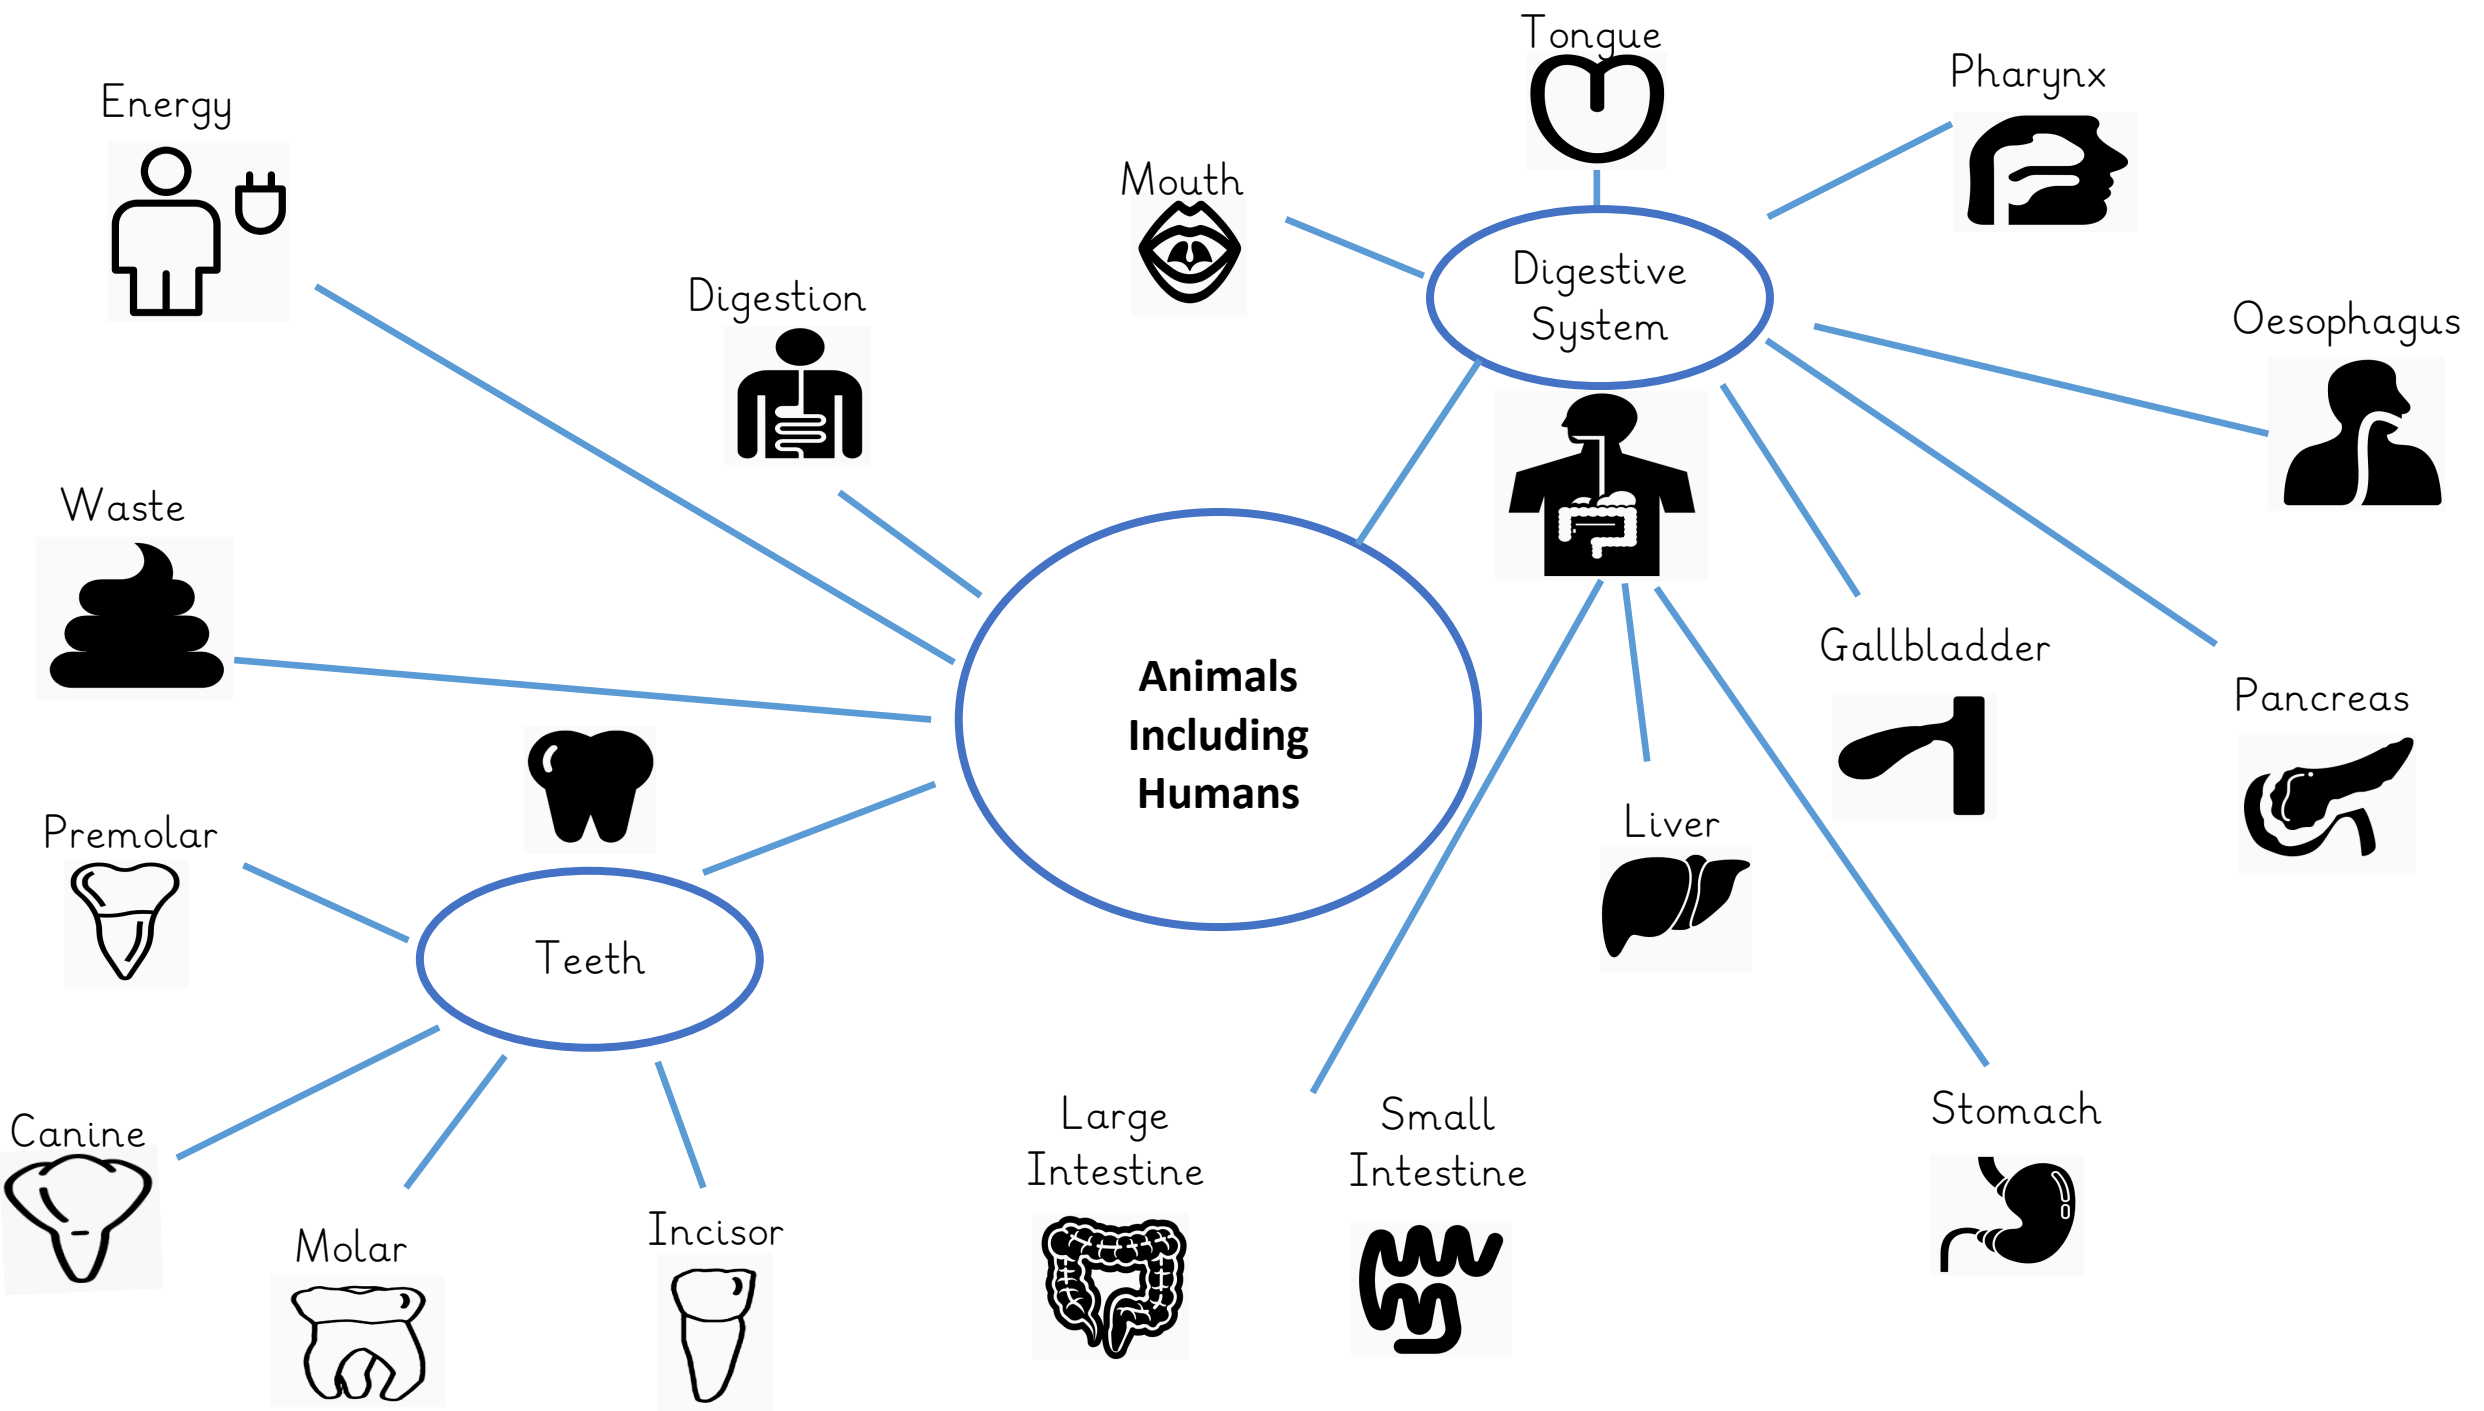 Tongue
Pharynx
Energy
Mouth
Digestive
System
Digestion
Oesophagus
Waste
Animals
Including
Humans
Gallbladder
Pancreas
Liver
Premolar
Teeth
Canine
Molar
Incisor
Large
Intestine
Small
Intestine
Stomach